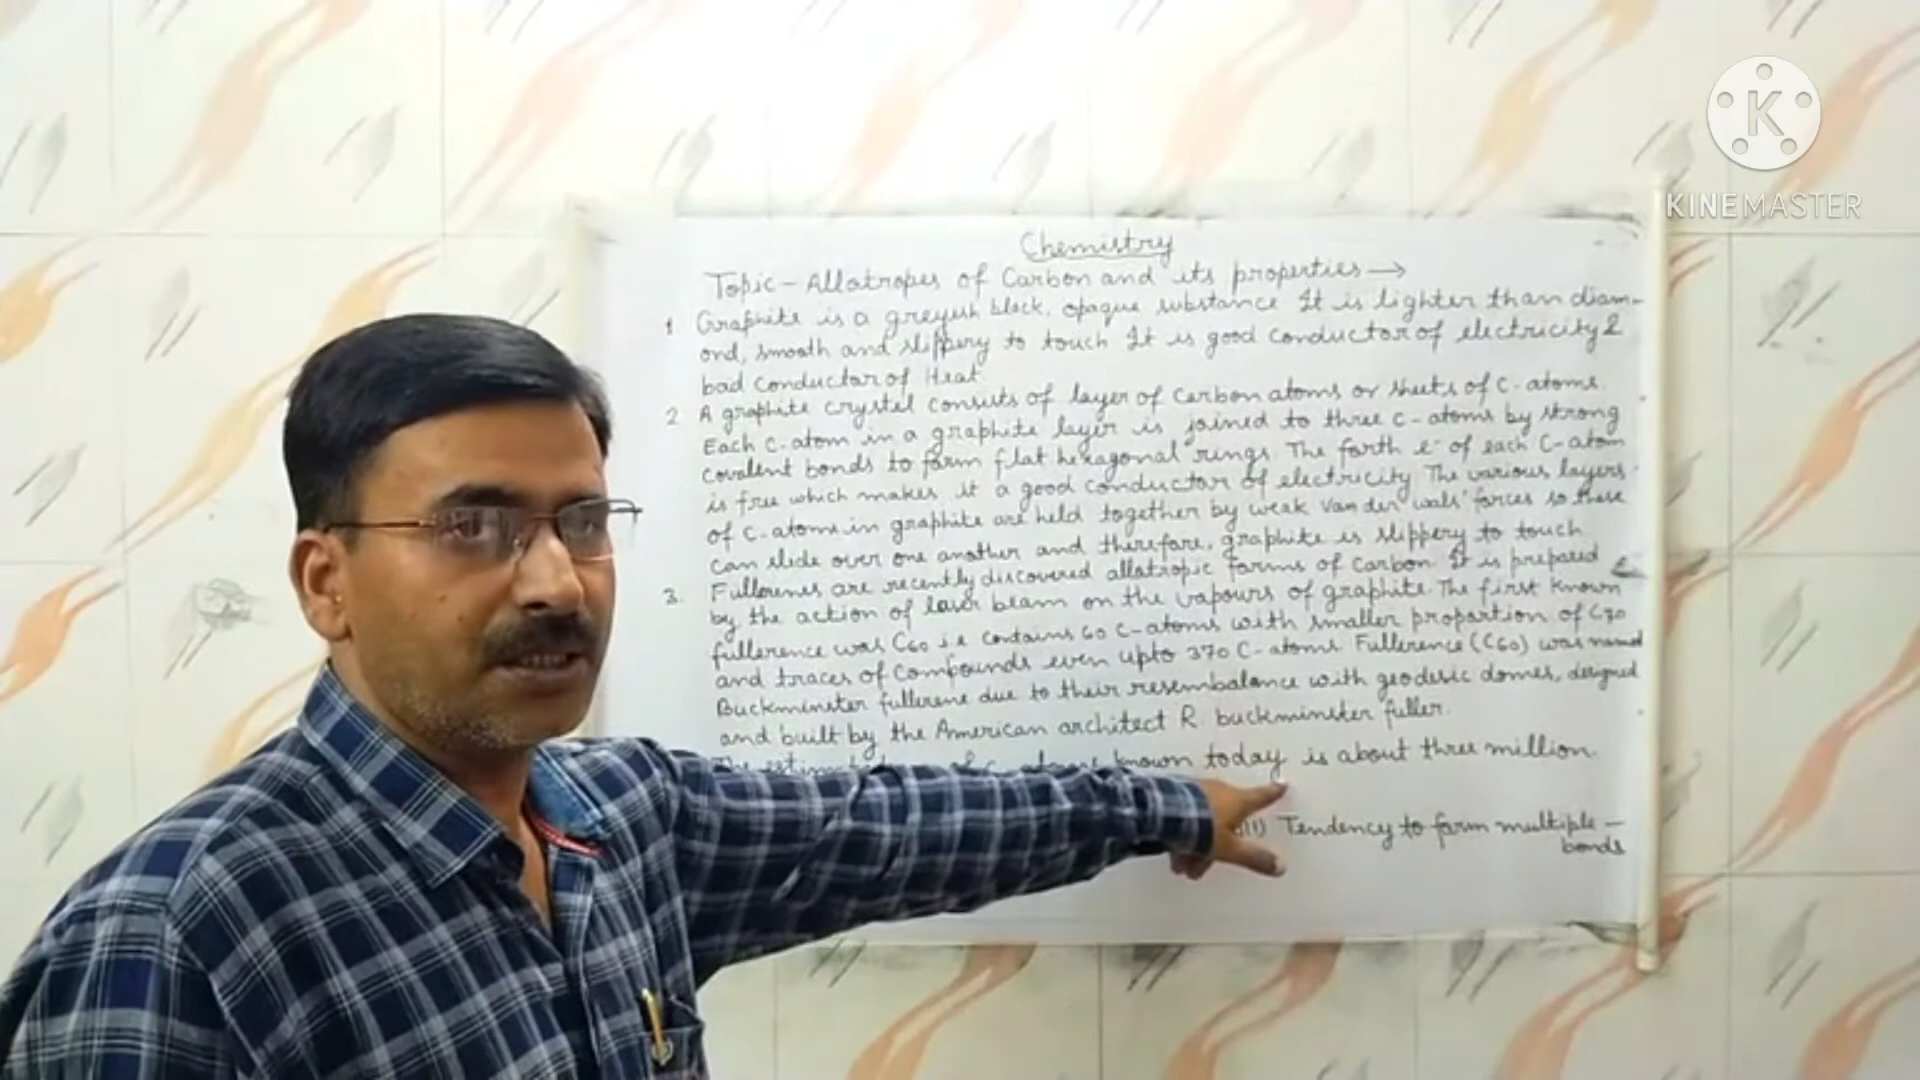 K
KINEMASTER
Chemistry
Topic - Allotropes of Carbon and its properties →
1 Graphite is a greyish black, opaque substance It is lighter than diam-
ond, smooth and slippery to touch It is good conductor of electricity &
bad conductor of Heat
2 A graphite crystel consists of layer of Carbon atoms or sheets of C-atoms.
Each C-atom in a graphite layer is joined to three C-atoms by strong
Covalent bonds to form flat hexagonal rings. The forth e- of each C-atom
is free which makes it a good conductor of electricity The various layers
of C-atoms in graphite are held together by weak Van der wals' forces so these
can slide over one another and therefore, graphite is slippery to touch
3. Fullerenes are recently discovered allotropic forms of Carbon. It is prepared
by the action of laser beam on the vapours of graphite. The first known
fullerence was C60 i.e contains 60 C-atoms with smaller proportion of C70
and traces of Compounds even upto 370 C-atoms. Fullerence (C60) was named
Buckminster fullerene due to their resembalance with geodesic domes, designed
and built by the American architect R buckminster fuller.
known today is about three million.
Tendency to form multiple -
bonds